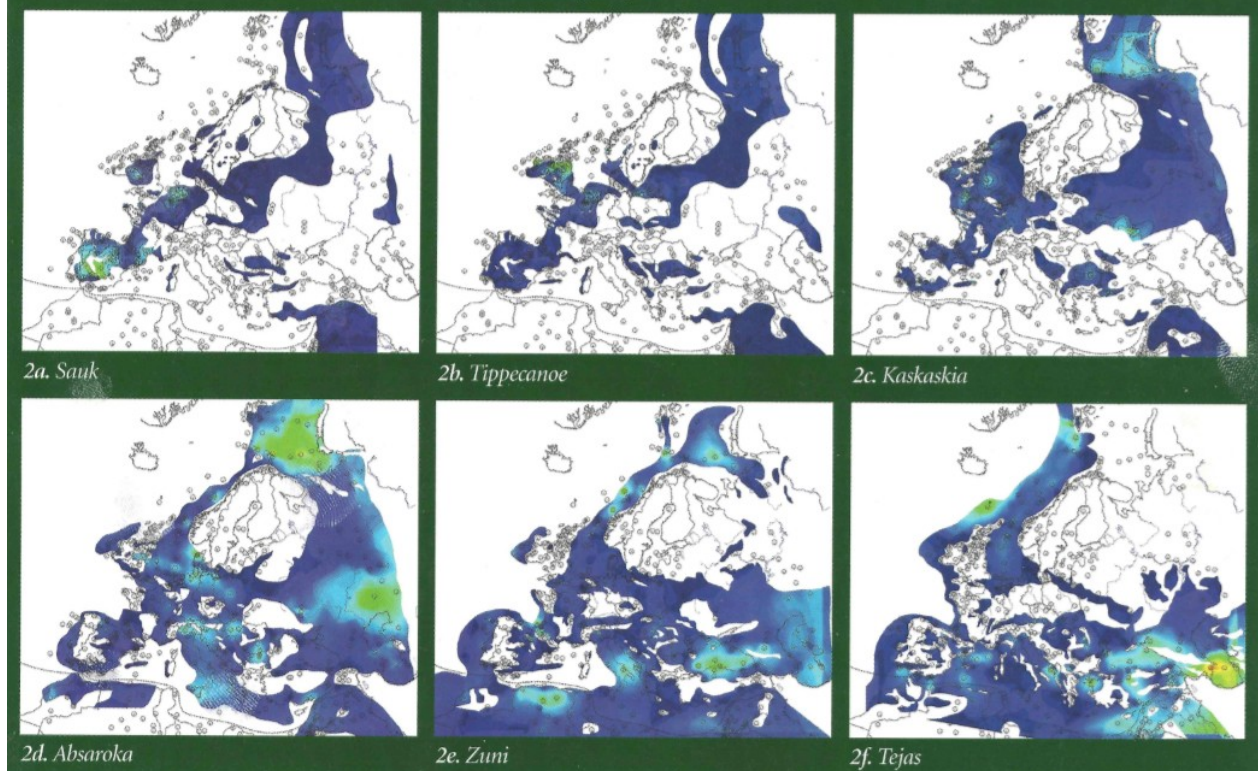 2a. Sauk
2b. Tippecanoe
2c. Kaskaskia
2d. Absaroka
2e. Zuni
2f. Tejas